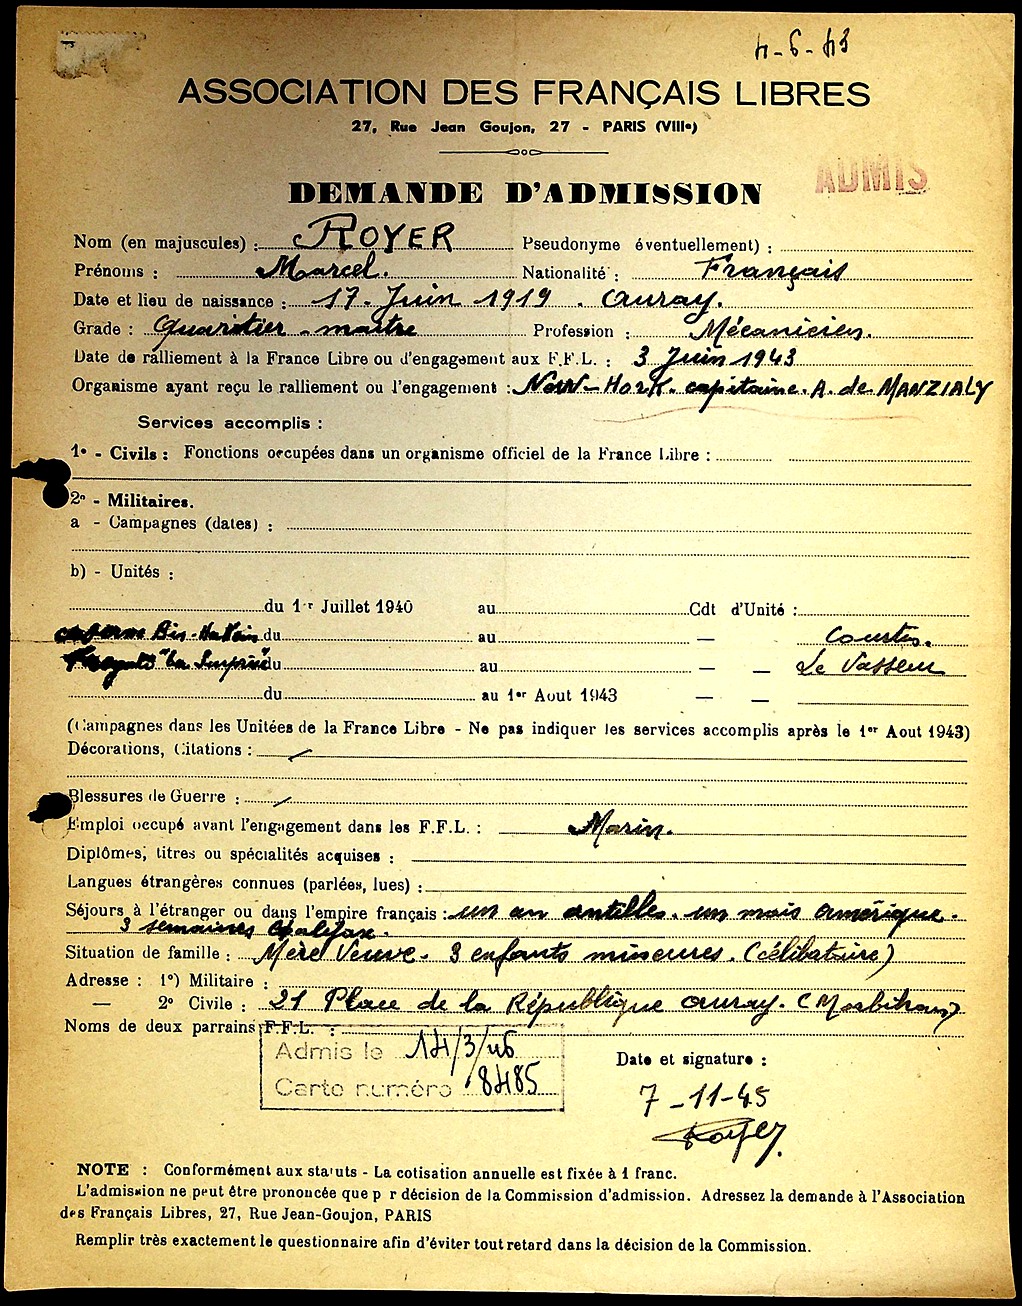 4-6-43
ASSOCIATION DES FRANÇAIS LIBRES
27, Rue Jean Goujon, 27 - PARIS (VIIIe)
ADMIS
DEMANDE D'ADMISSION
Nom (en majuscules) : ROYER Pseudonyme éventuellement) :
Prénoms : Marcel. Nationalité : Français
Date et lieu de naissance : 17 - Juin 1919 . Auray.
Grade : Quartier - maitre Profession : Mécanicien.
Date de ralliement à la France Libre ou d'engagement aux F.F.L. : 3 Juin 1943
Organisme ayant reçu le ralliement ou l'engagement : New-York. capitaine. A. de MANZIALY
Services accomplis :
1° - Civils : Fonctions occupées dans un organisme officiel de la France Libre :
2° - Militaires.
a - Campagnes (dates) :
b) - Unités :
du 1er Juillet 1940 au Cdt d'Unité :
Bir-Hakeim du au — Courtes.
"La Surprise" du au — — Le Vasseur
du au 1er Aout 1943 — —
(Campagnes dans les Unitées de la France Libre - Ne pas indiquer les services accomplis après le 1er Aout 1943)
Décorations, Citations : /
Blessures de Guerre : /
Emploi occupé avant l'engagement dans les F.F.L. : Marin.
Diplômes, titres ou spécialités acquises :
Langues étrangères connues (parlées, lues) :
Séjours à l'étranger ou dans l'empire français : un an antilles. un mois amérique.
3 semaines Halifax.
Situation de famille : Mère Veuve. 3 enfants mineures. (célibataire)
Adresse : 1°) Militaire :
— 2° Civile : 21 Place de la République Auray. (Morbihan)
Noms de deux parrains F.F.L. :
Admis le 14/3/46
Carte numéro 8485
Date et signature :
7-11-45
Royer
NOTE : Conformément aux statuts - La cotisation annuelle est fixée à 1 franc.
L'admission ne peut être prononcée que p r décision de la Commission d'admission. Adressez la demande à l'Association
des Français Libres, 27, Rue Jean-Goujon, PARIS
Remplir très exactement le questionnaire afin d'éviter tout retard dans la décision de la Commission.